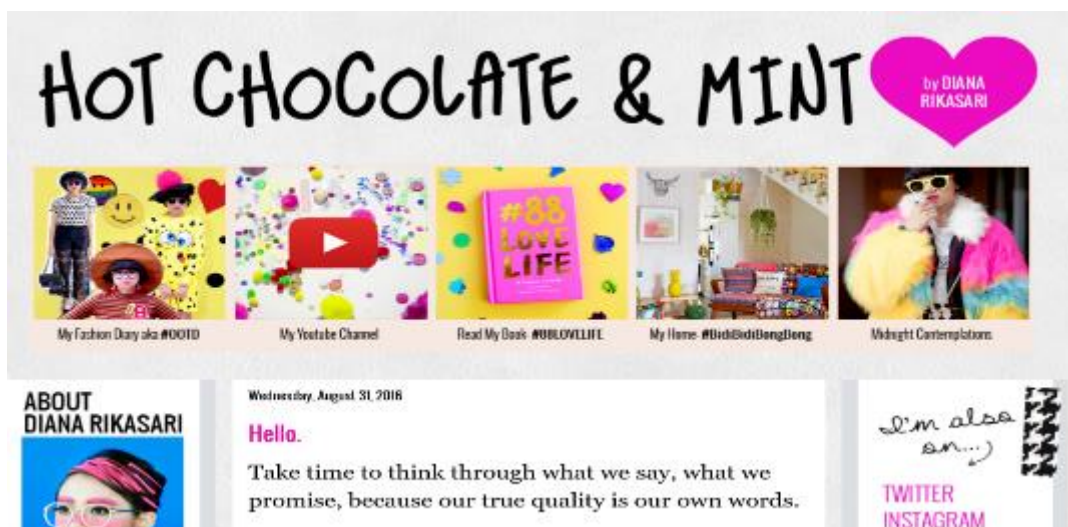 HOT CHOCOLATE & MINT
by DIANA
RIKASARI
#88
LOVE
LIFE
My Fashion Diary aka #OOTD
My Youtube Channel
Read My Book #88LOVELIFE
My Home #BidiBidiBongBong
Midnight Contemplations
ABOUT
DIANA RIKASARI
Wednesday, August 31, 2016
Hello.
Take time to think through what we say, what we
promise, because our true quality is our own words.
I'm also
on...
TWITTER
INSTAGRAM